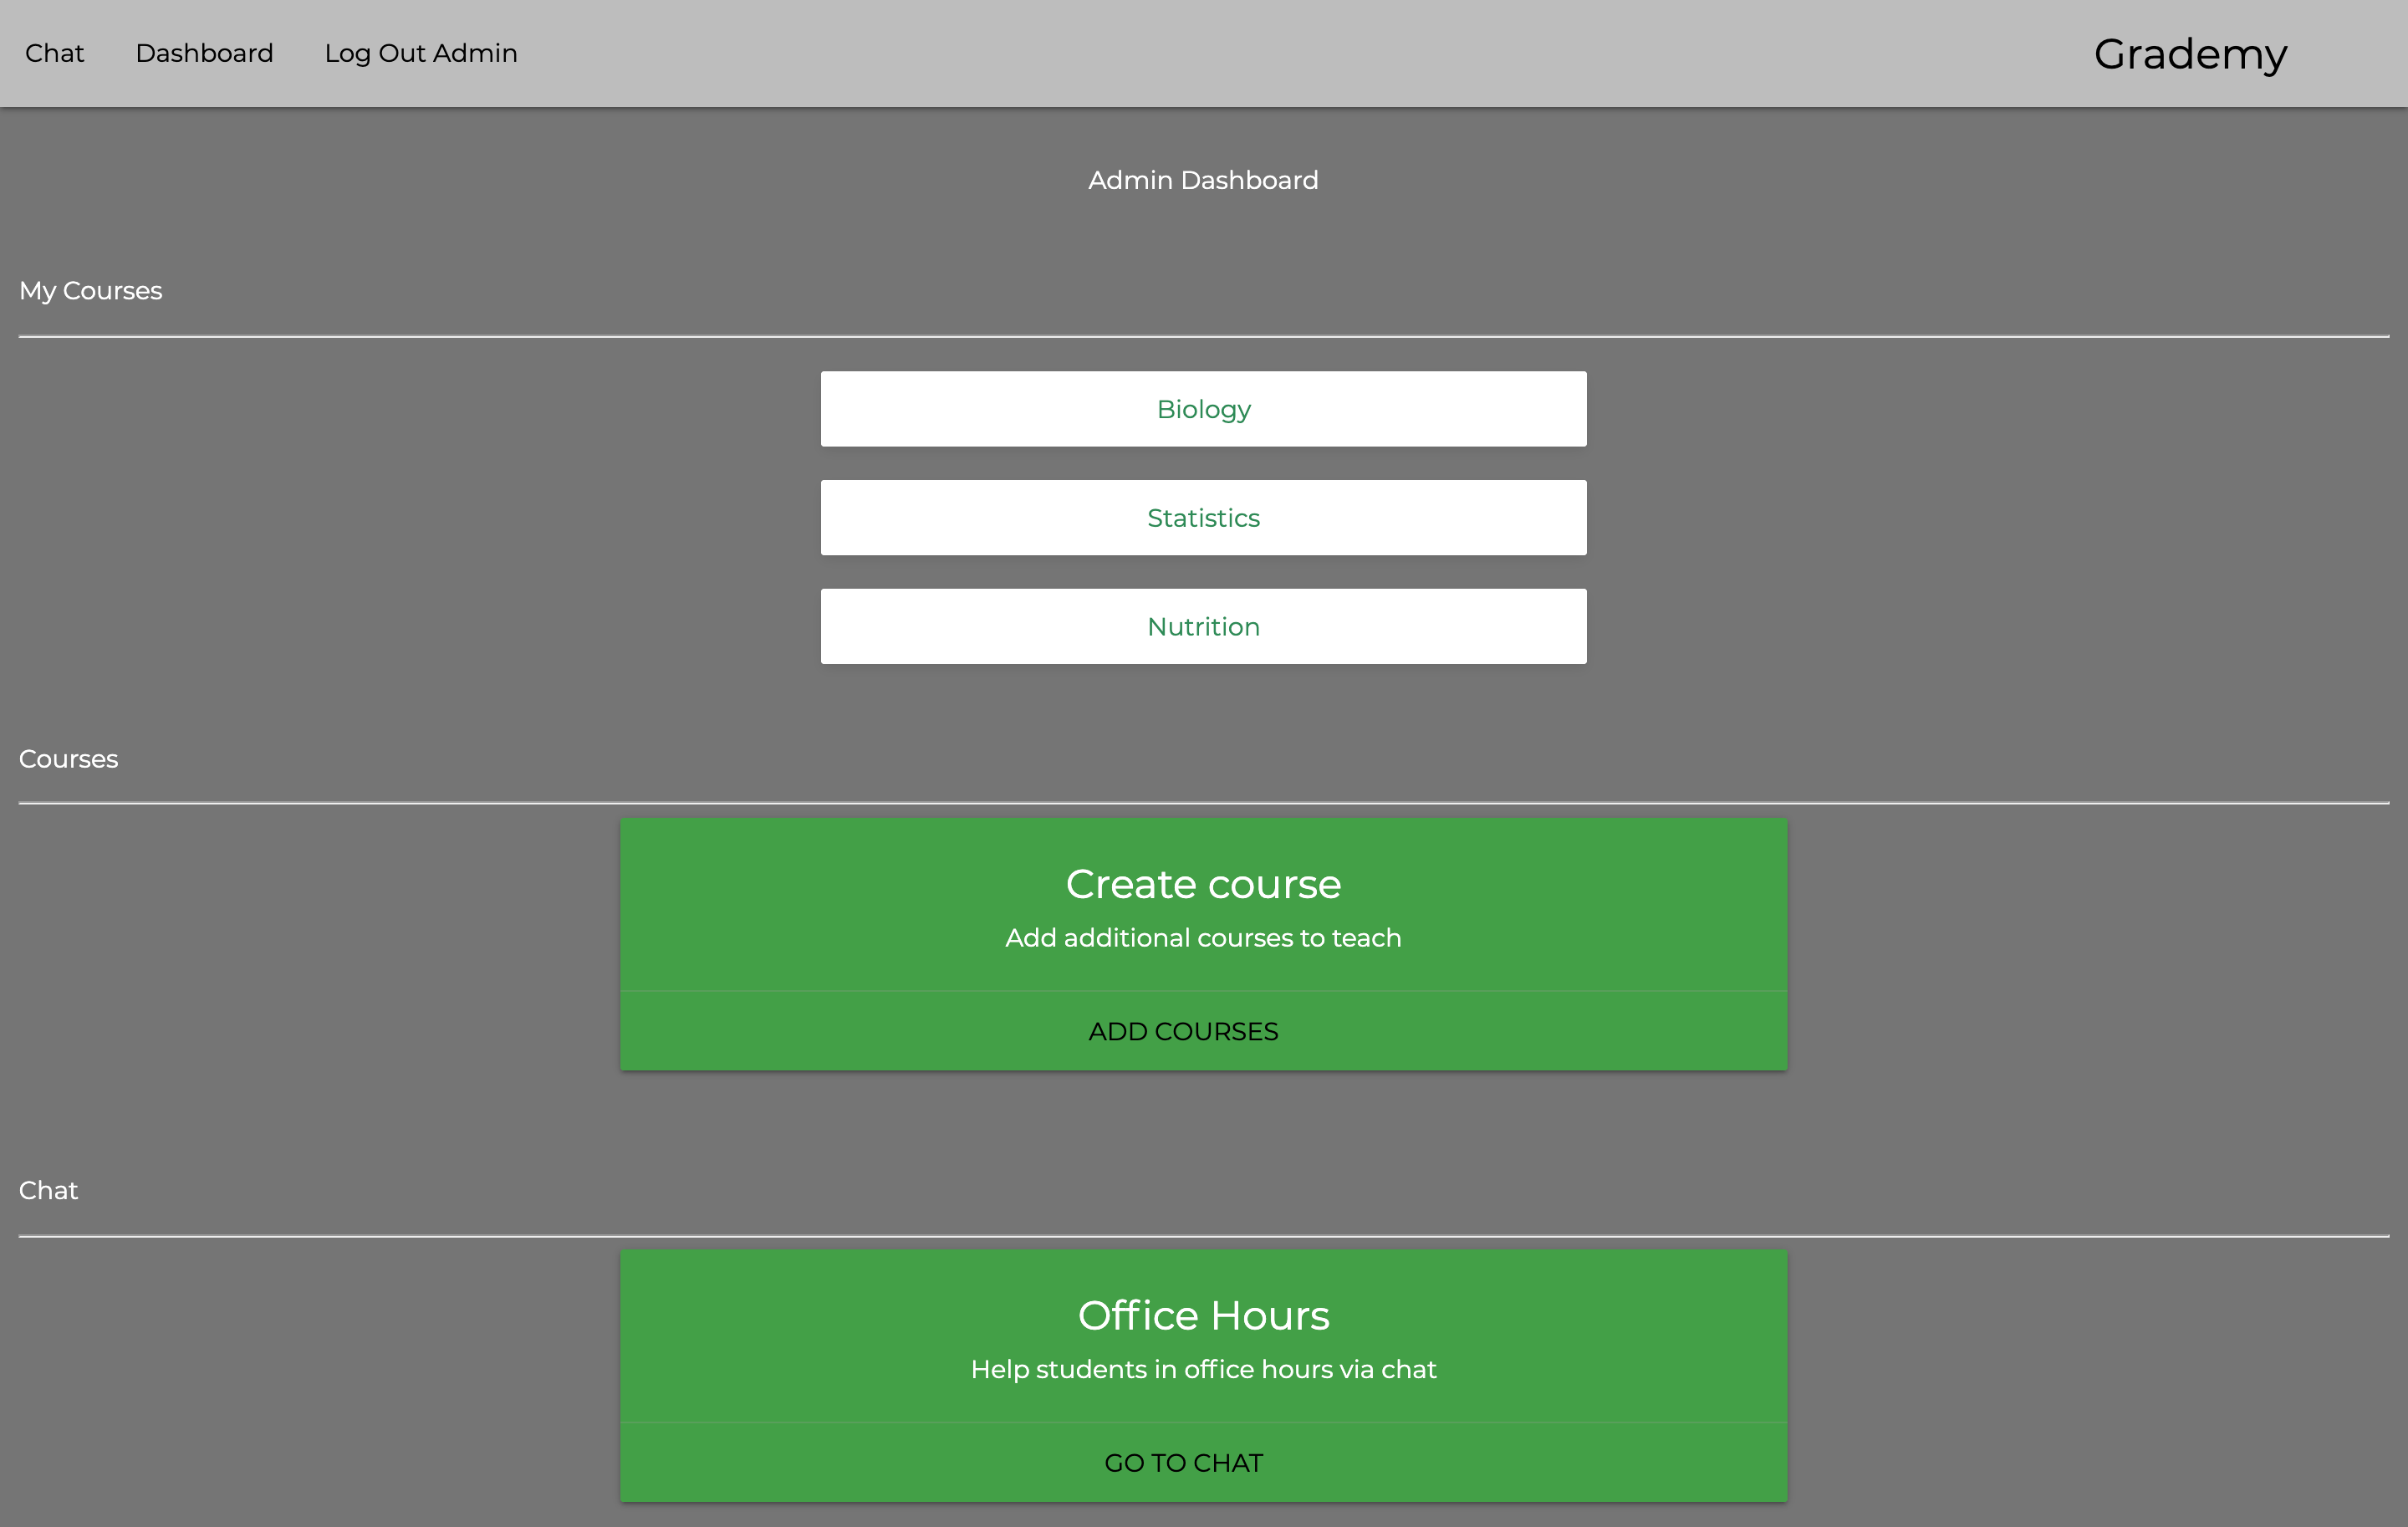 Chat Dashboard Log Out Admin Grademy
Admin Dashboard
My Courses
Biology
Statistics
Nutrition
Courses
Create course
Add additional courses to teach
ADD COURSES
Chat
Office Hours
Help students in office hours via chat
GO TO CHAT